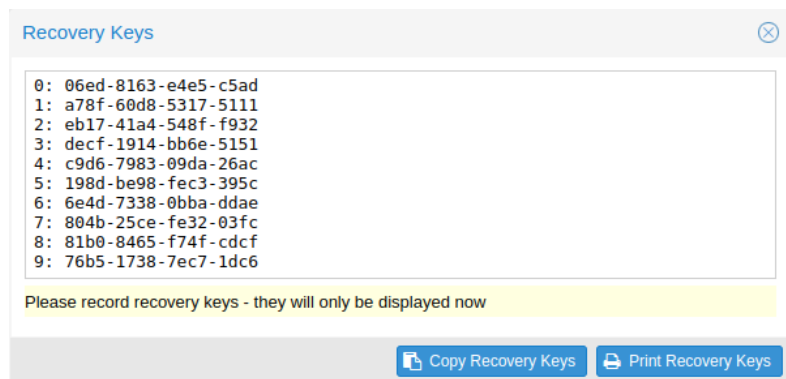 Recovery Keys
0: 06ed-8163-e4e5-c5ad
1: a78f-60d8-5317-5111
2: eb17-41a4-548f-f932
3: decf-1914-bb6e-5151
4: c9d6-7983-09da-26ac
5: 198d-be98-fec3-395c
6: 6e4d-7338-0bba-ddae
7: 804b-25ce-fe32-03fc
8: 81b0-8465-f74f-cdcf
9: 76b5-1738-7ec7-1dc6
Please record recovery keys - they will only be displayed now
Copy Recovery Keys Print Recovery Keys